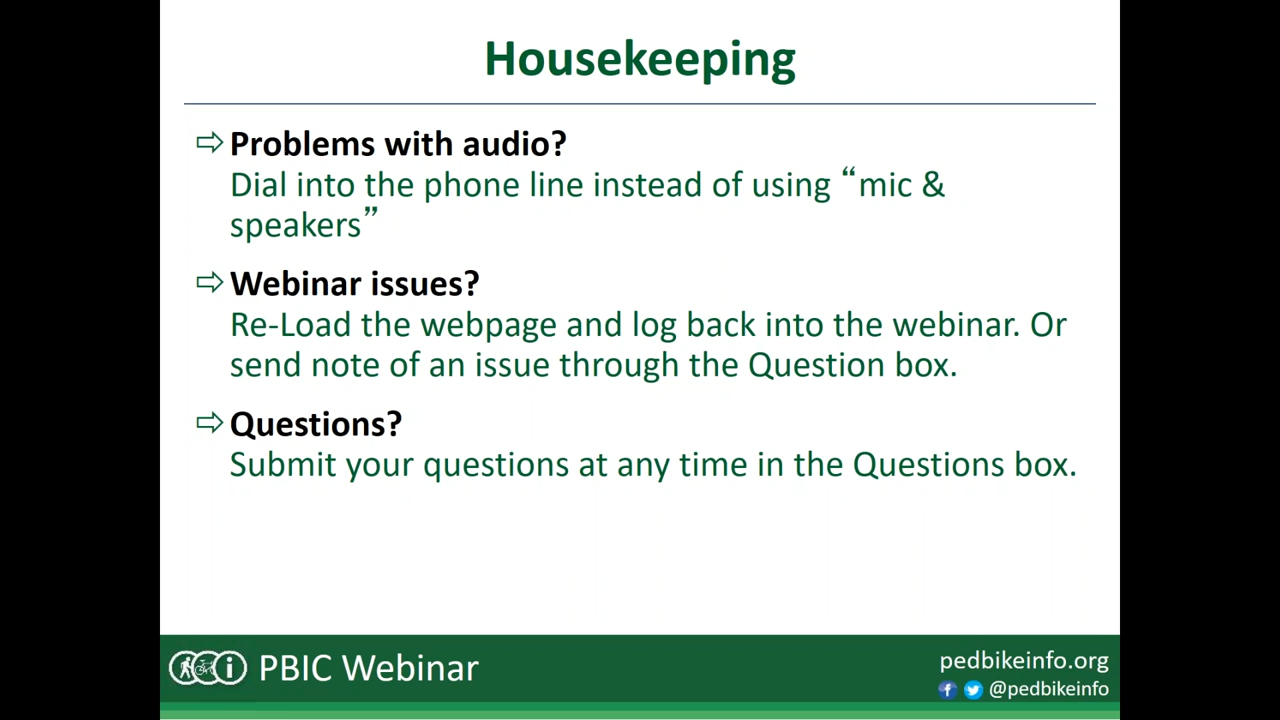 Housekeeping
⇨ Problems with audio?
Dial into the phone line instead of using “mic &
speakers”
⇨ Webinar issues?
Re-Load the webpage and log back into the webinar. Or
send note of an issue through the Question box.
⇨ Questions?
Submit your questions at any time in the Questions box.
i PBIC Webinar
pedbikeinfo.org
f @pedbikeinfo